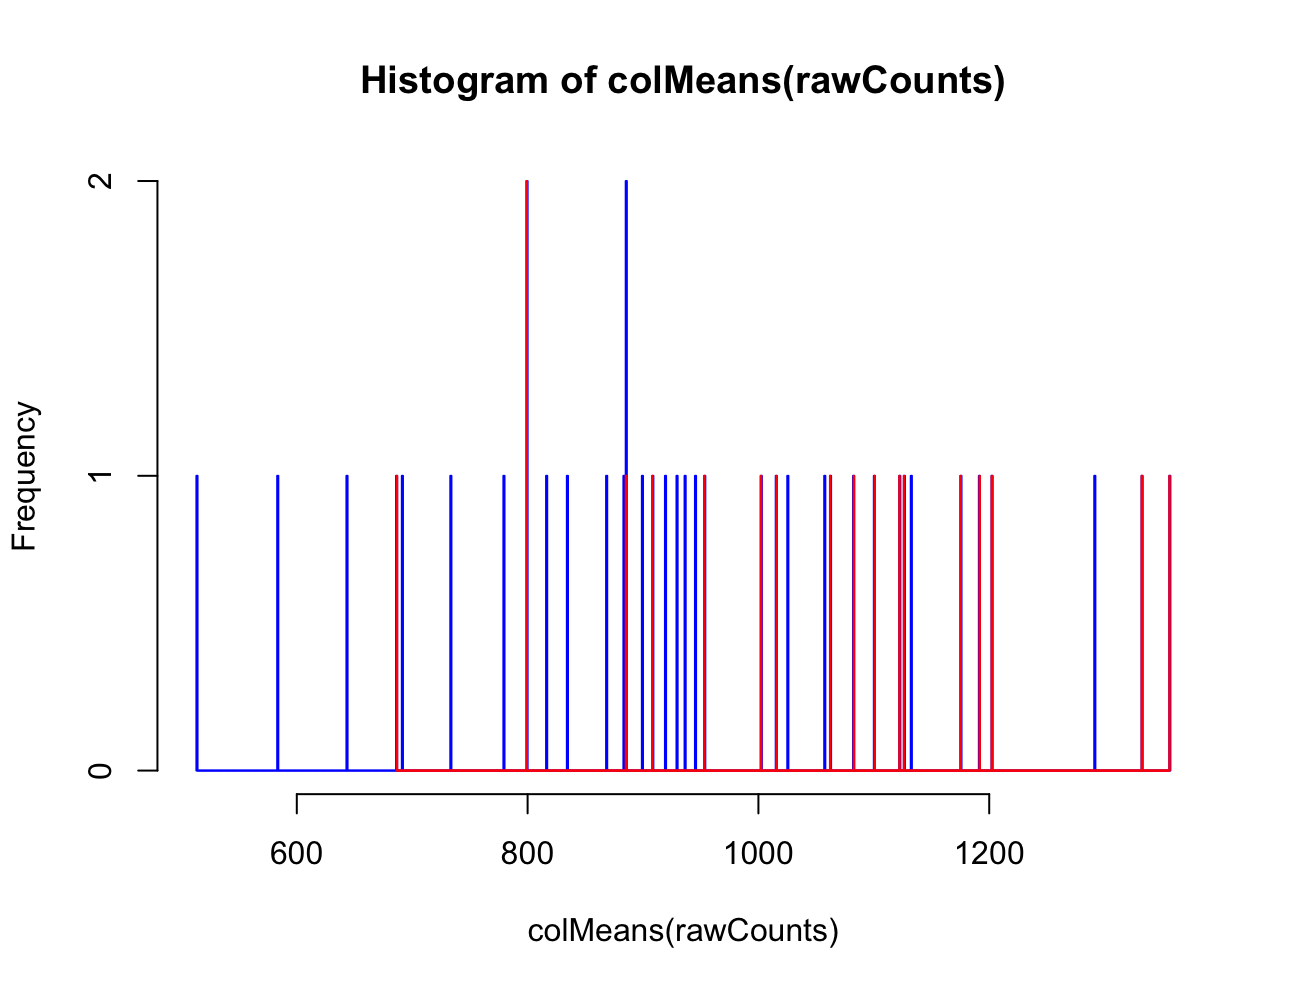 Histogram of colMeans(rawCounts)
2
1
0
Frequency
600 800 1000 1200
colMeans(rawCounts)